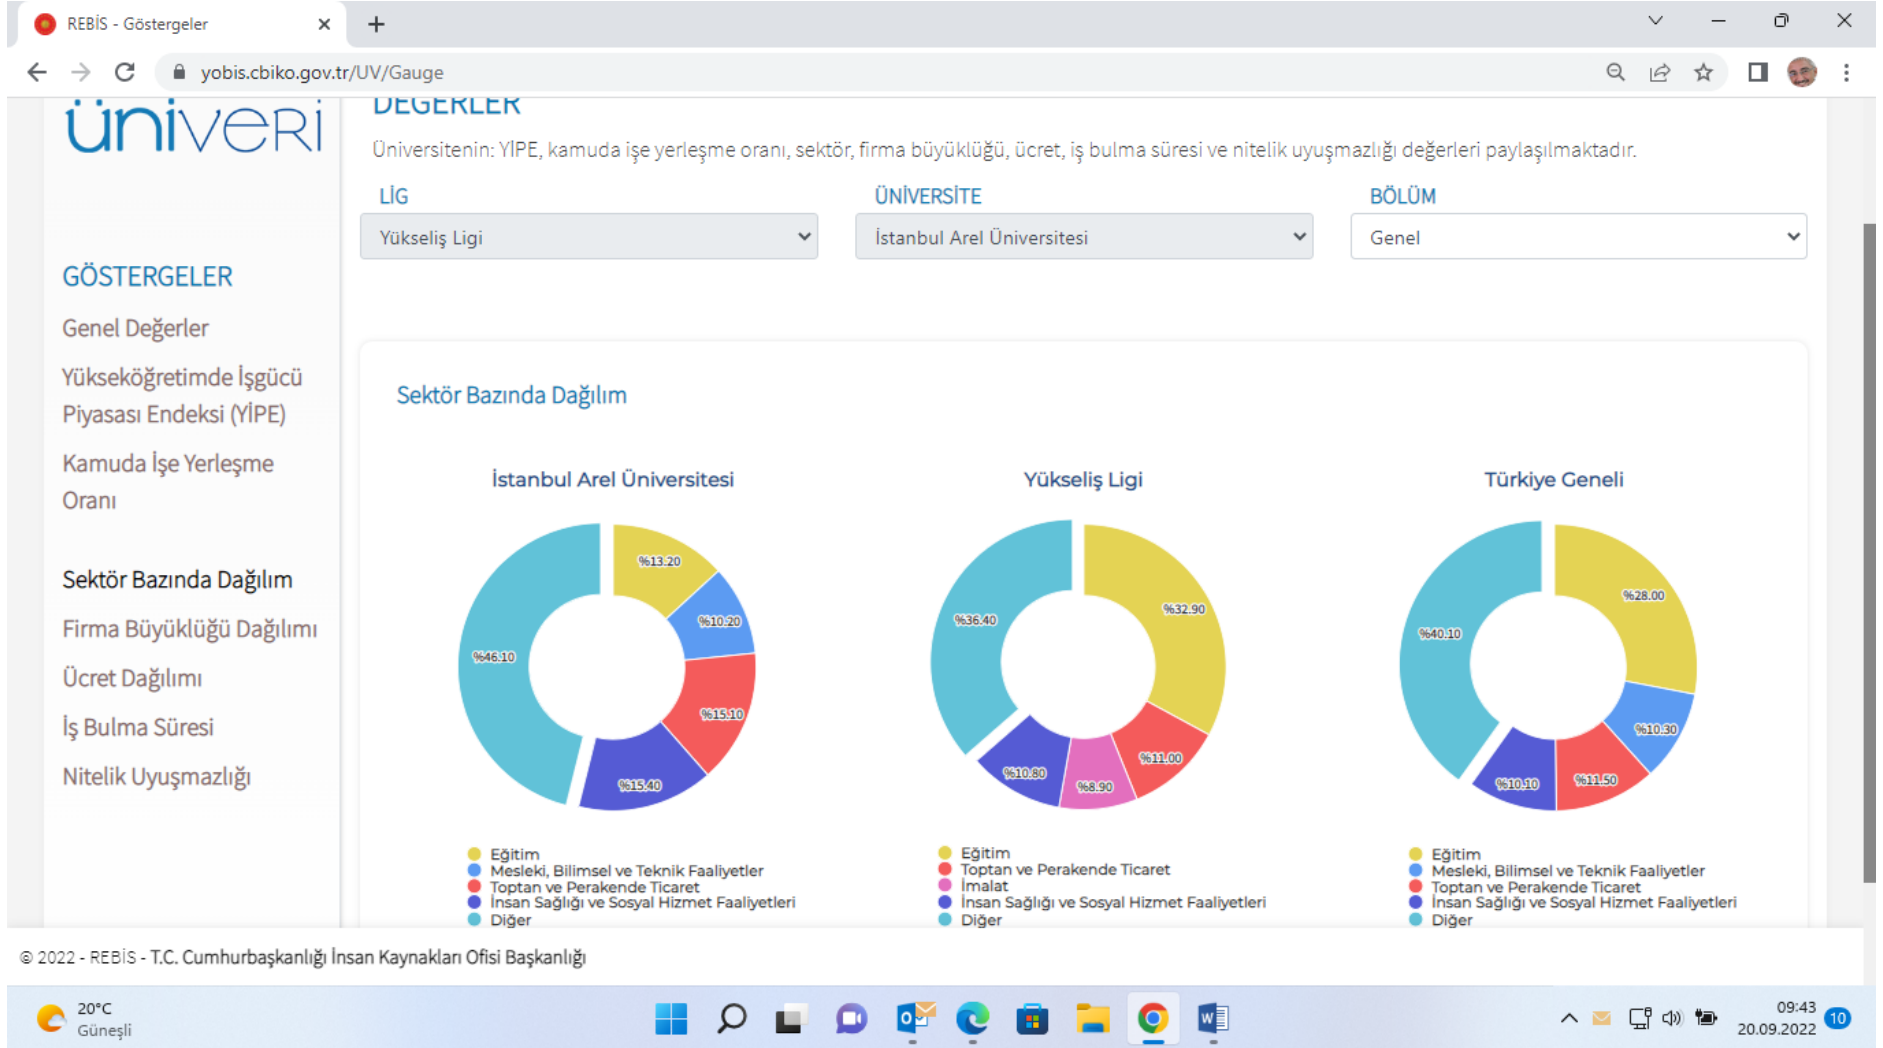 REBİS - Göstergeler
yobis.cbiko.gov.tr/UV/Gauge
üniveri
DEĞERLER
Üniversitenin: YİPE, kamuda işe yerleşme oranı, sektör, firma büyüklüğü, ücret, iş bulma süresi ve nitelik uyuşmazlığı değerleri paylaşılmaktadır.
LİG
ÜNİVERSİTE
BÖLÜM
Yükseliş Ligi
İstanbul Arel Üniversitesi
Genel
GÖSTERGELER
Genel Değerler
Yükseköğretimde İşgücü
Piyasası Endeksi (YİPE)
Kamuda İşe Yerleşme
Oranı
Sektör Bazında Dağılım
Firma Büyüklüğü Dağılımı
Ücret Dağılımı
İş Bulma Süresi
Nitelik Uyuşmazlığı
Sektör Bazında Dağılım
İstanbul Arel Üniversitesi
%13.20
%10.20
%46.10
%15.10
%15.40
Eğitim
Mesleki, Bilimsel ve Teknik Faaliyetler
Toptan ve Perakende Ticaret
İnsan Sağlığı ve Sosyal Hizmet Faaliyetleri
Diğer
Yükseliş Ligi
%32.90
%36.40
%11.00
%10.80
%8.90
Eğitim
Toptan ve Perakende Ticaret
İmalat
İnsan Sağlığı ve Sosyal Hizmet Faaliyetleri
Diğer
Türkiye Geneli
%28.00
%40.10
%10.30
%11.50
%10.10
Eğitim
Mesleki, Bilimsel ve Teknik Faaliyetler
Toptan ve Perakende Ticaret
İnsan Sağlığı ve Sosyal Hizmet Faaliyetleri
Diğer
© 2022 - REBİS - T.C. Cumhurbaşkanlığı İnsan Kaynakları Ofisi Başkanlığı
20°C
Güneşli
09:43
20.09.2022
10